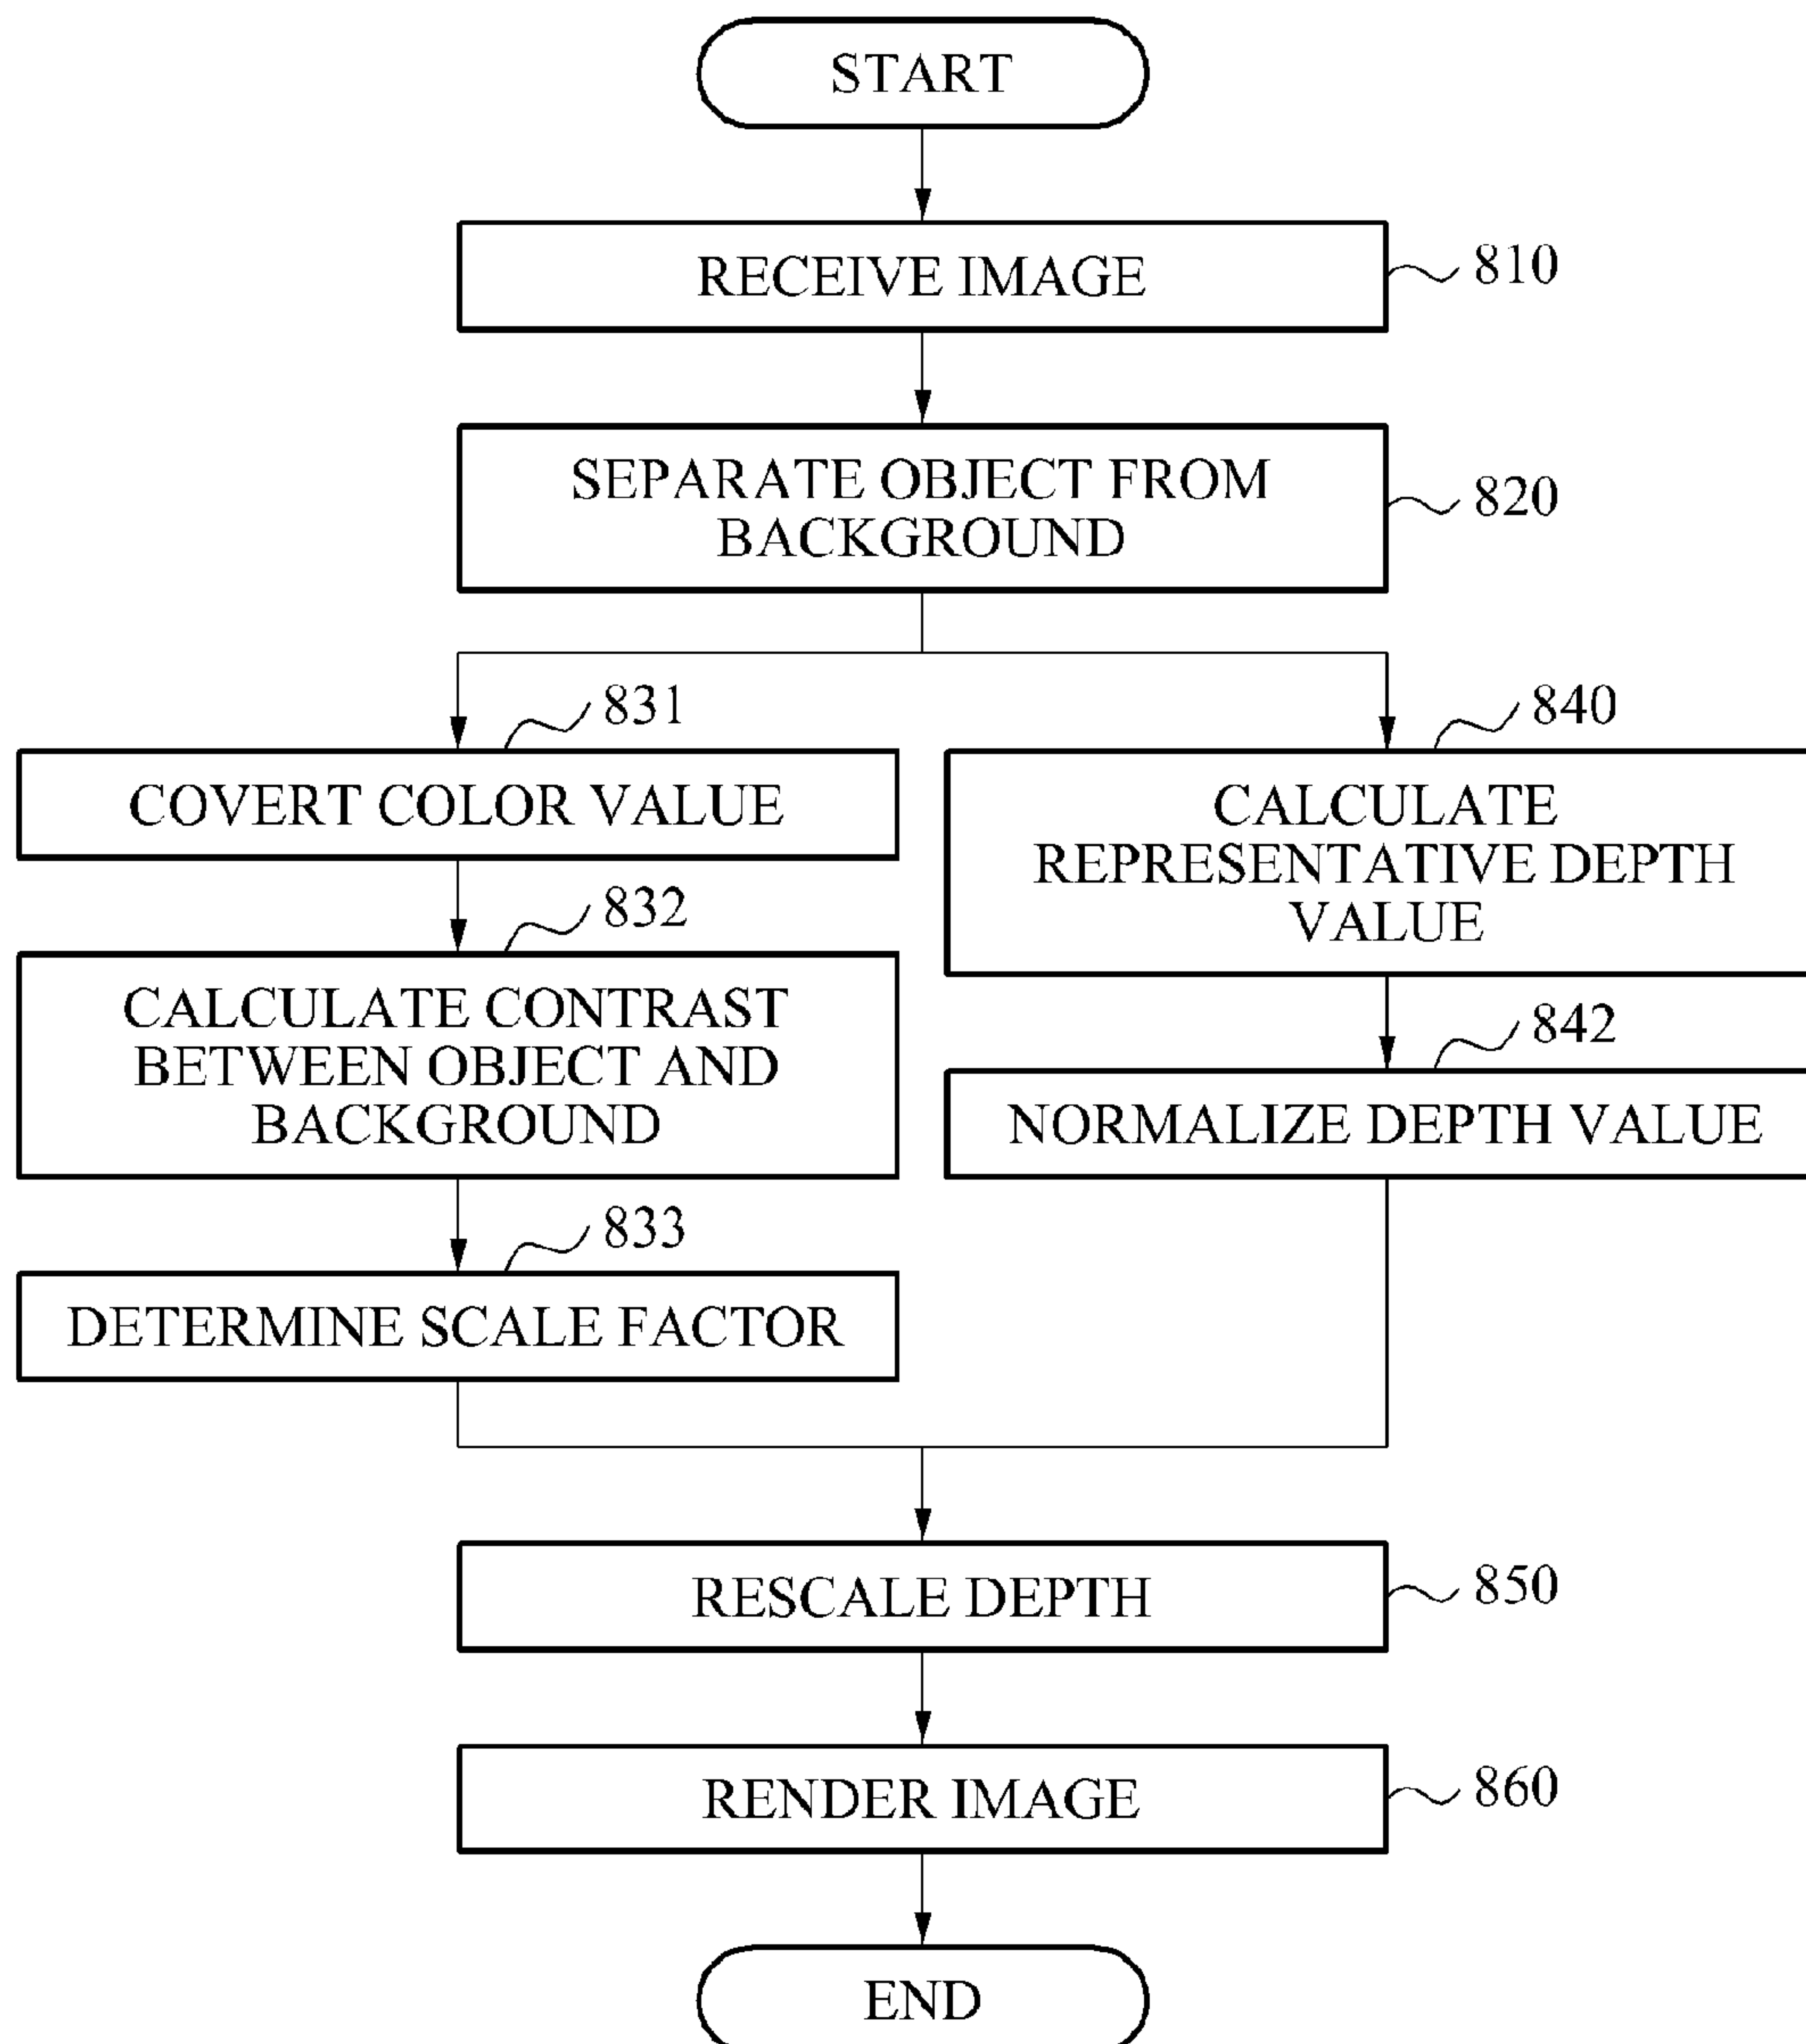 START
RECEIVE IMAGE
810
SEPARATE OBJECT FROM
BACKGROUND
820
831
COVERT COLOR VALUE
832
CALCULATE CONTRAST
BETWEEN OBJECT AND
BACKGROUND
833
DETERMINE SCALE FACTOR
840
CALCULATE
REPRESENTATIVE DEPTH
VALUE
842
NORMALIZE DEPTH VALUE
RESCALE DEPTH
850
RENDER IMAGE
860
END